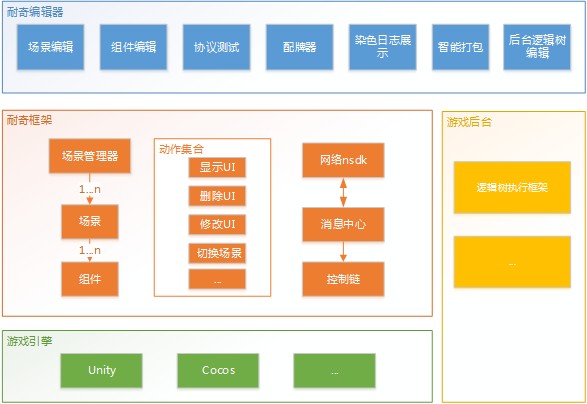 耐奇编辑器
场景编辑
组件编辑
协议测试
配牌器
染色日志展
示
智能打包
后台逻辑树
编辑
耐奇框架
场景管理器
1...n
场景
1...n
组件
动作集合
显示UI
删除UI
修改UI
切换场景
...
网络nsdk
消息中心
控制链
游戏后台
逻辑树执行框架
...
游戏引擎
Unity
Cocos
...